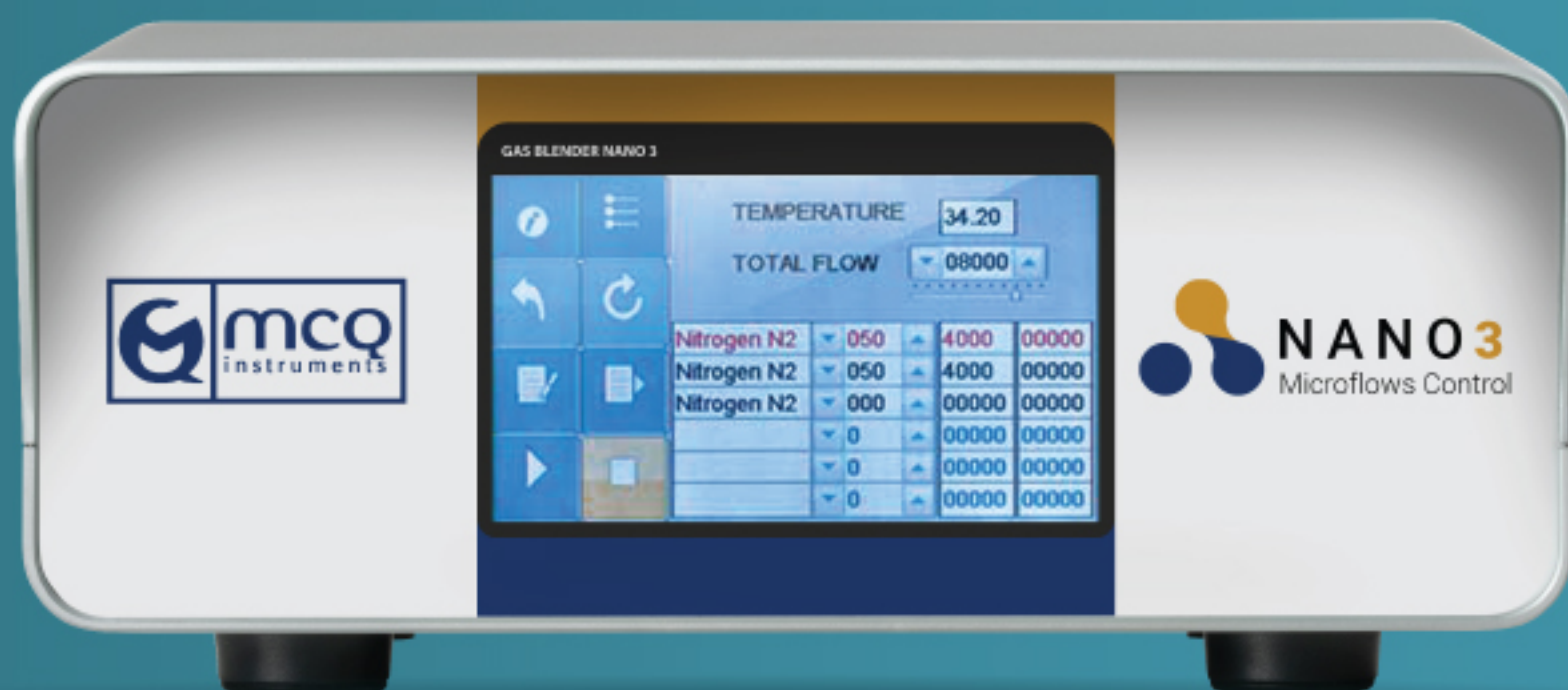 GAS BLENDER NANO 3
TEMPERATURE 34.20
TOTAL FLOW 08000
Nitrogen N2 050 4000 00000
Nitrogen N2 050 4000 00000
Nitrogen N2 000 00000 00000
0 00000 00000
0 00000 00000
0 00000 00000
mcq
instruments
NANO3
Microflows Control